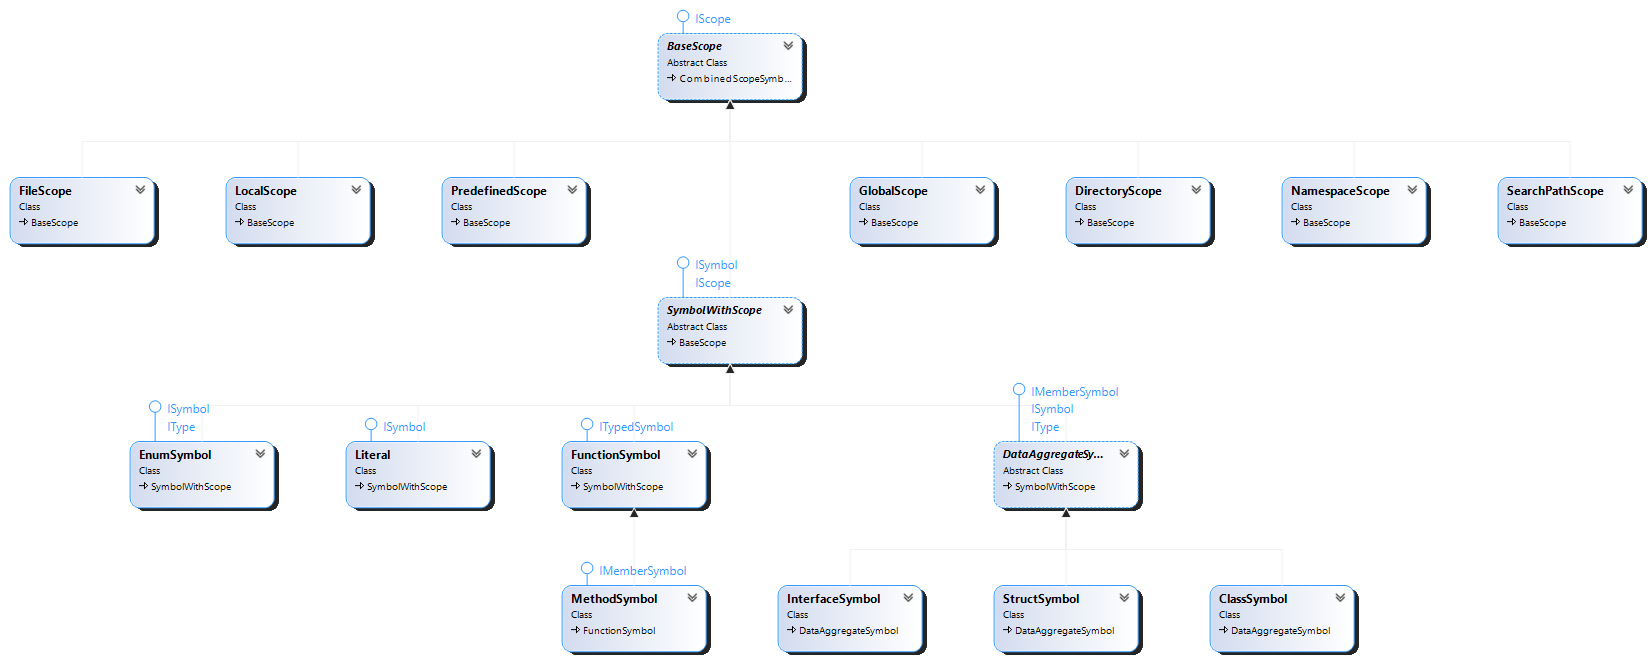 IScope
BaseScope
Abstract Class
CombinedScopeSymb...
FileScope
Class
BaseScope
LocalScope
Class
BaseScope
PredefinedScope
Class
BaseScope
GlobalScope
Class
BaseScope
DirectoryScope
Class
BaseScope
NamespaceScope
Class
BaseScope
SearchPathScope
Class
BaseScope
ISymbol
IScope
SymbolWithScope
Abstract Class
BaseScope
ISymbol
IType
EnumSymbol
Class
SymbolWithScope
ISymbol
Literal
Class
SymbolWithScope
ITypedSymbol
FunctionSymbol
Class
SymbolWithScope
IMemberSymbol
ISymbol
IType
DataAggregateSy...
Abstract Class
SymbolWithScope
IMemberSymbol
MethodSymbol
Class
FunctionSymbol
InterfaceSymbol
Class
DataAggregateSymbol
StructSymbol
Class
DataAggregateSymbol
ClassSymbol
Class
DataAggregateSymbol